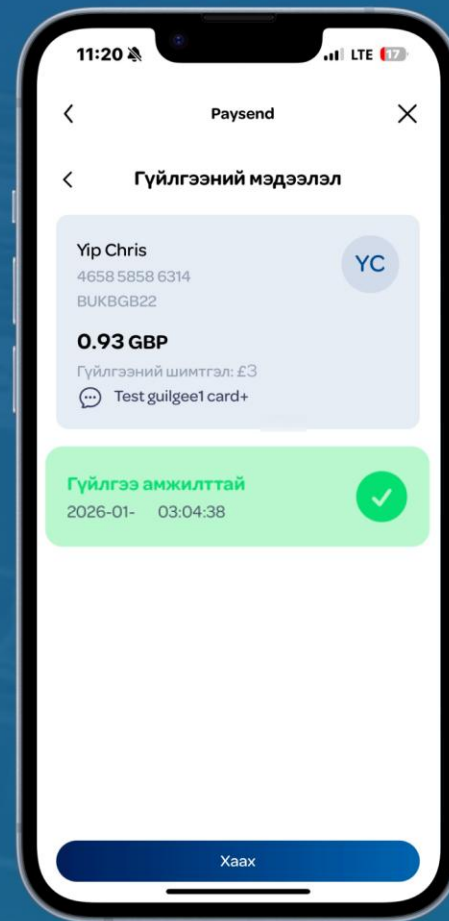 11:20
LTE 17
Paysend
Гүйлгээний мэдээлэл
Yip Chris
YC
4658 5858 6314
BUKBGB22
0.93 GBP
Гүйлгээний шимтгэл: £3
Test guilgee1 card+
Гүйлгээ амжилттай
2026-01- 03:04:38
Хаах